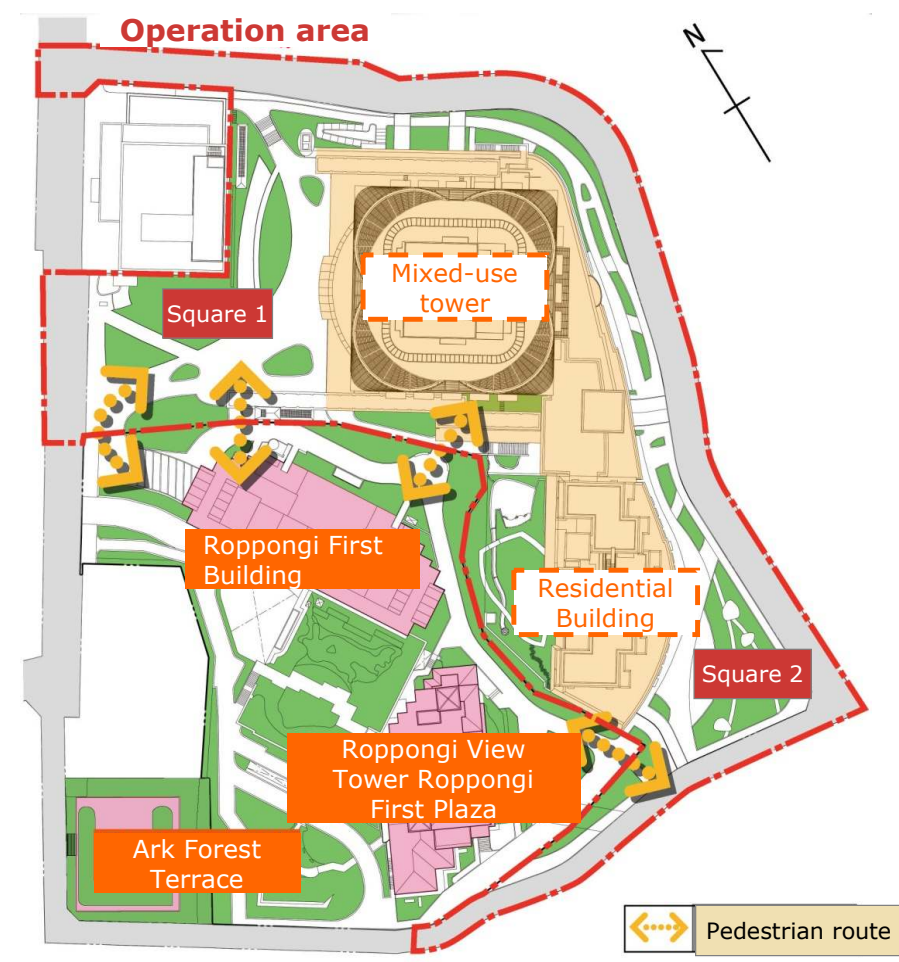 Operation area
N
Mixed-use
tower
Square 1
Roppongi First
Building
Residential
Building
Square 2
Roppongi View
Tower Roppongi
First Plaza
Ark Forest
Terrace
Pedestrian route